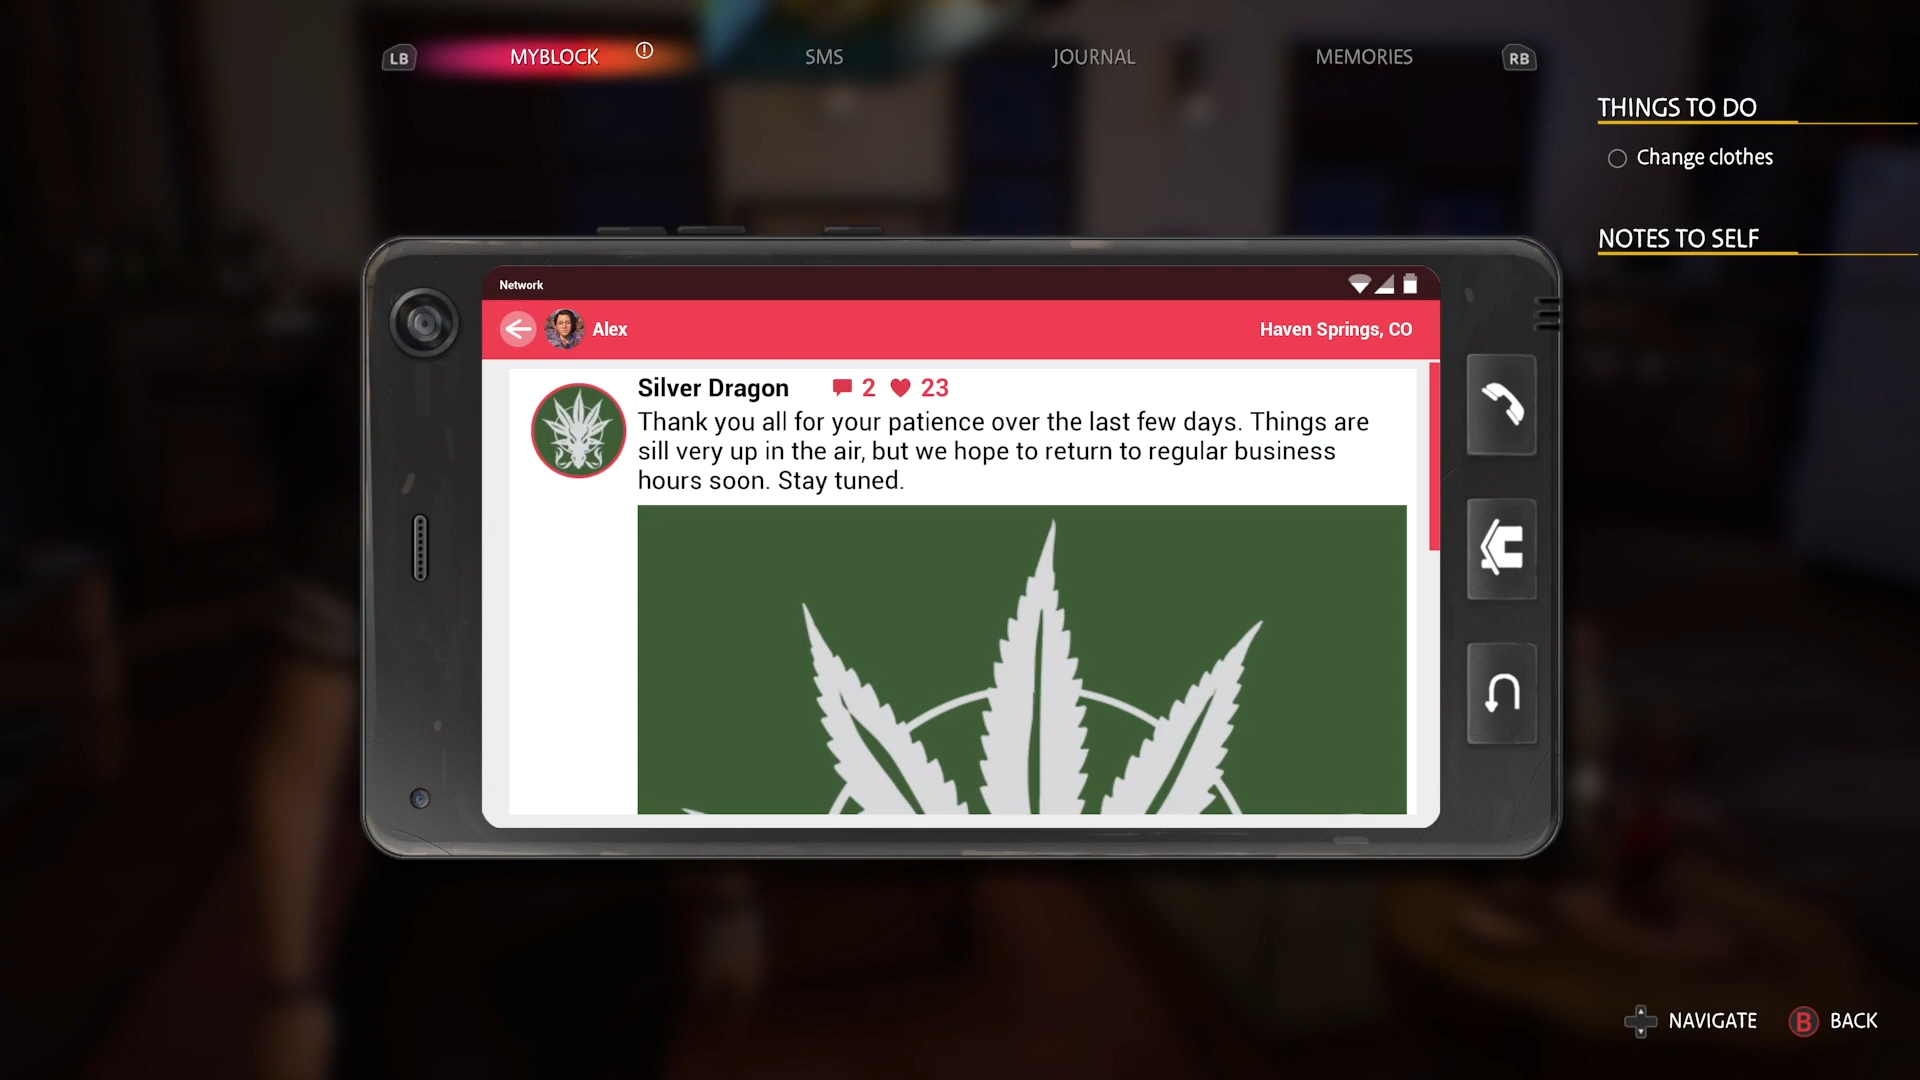 LB
MYBLOCK
SMS
JOURNAL
MEMORIES
RB
THINGS TO DO
Change clothes
NOTES TO SELF
Network
Alex
Haven Springs, CO
Silver Dragon 2 23
Thank you all for your patience over the last few days. Things are
sill very up in the air, but we hope to return to regular business
hours soon. Stay tuned.
NAVIGATE
B BACK